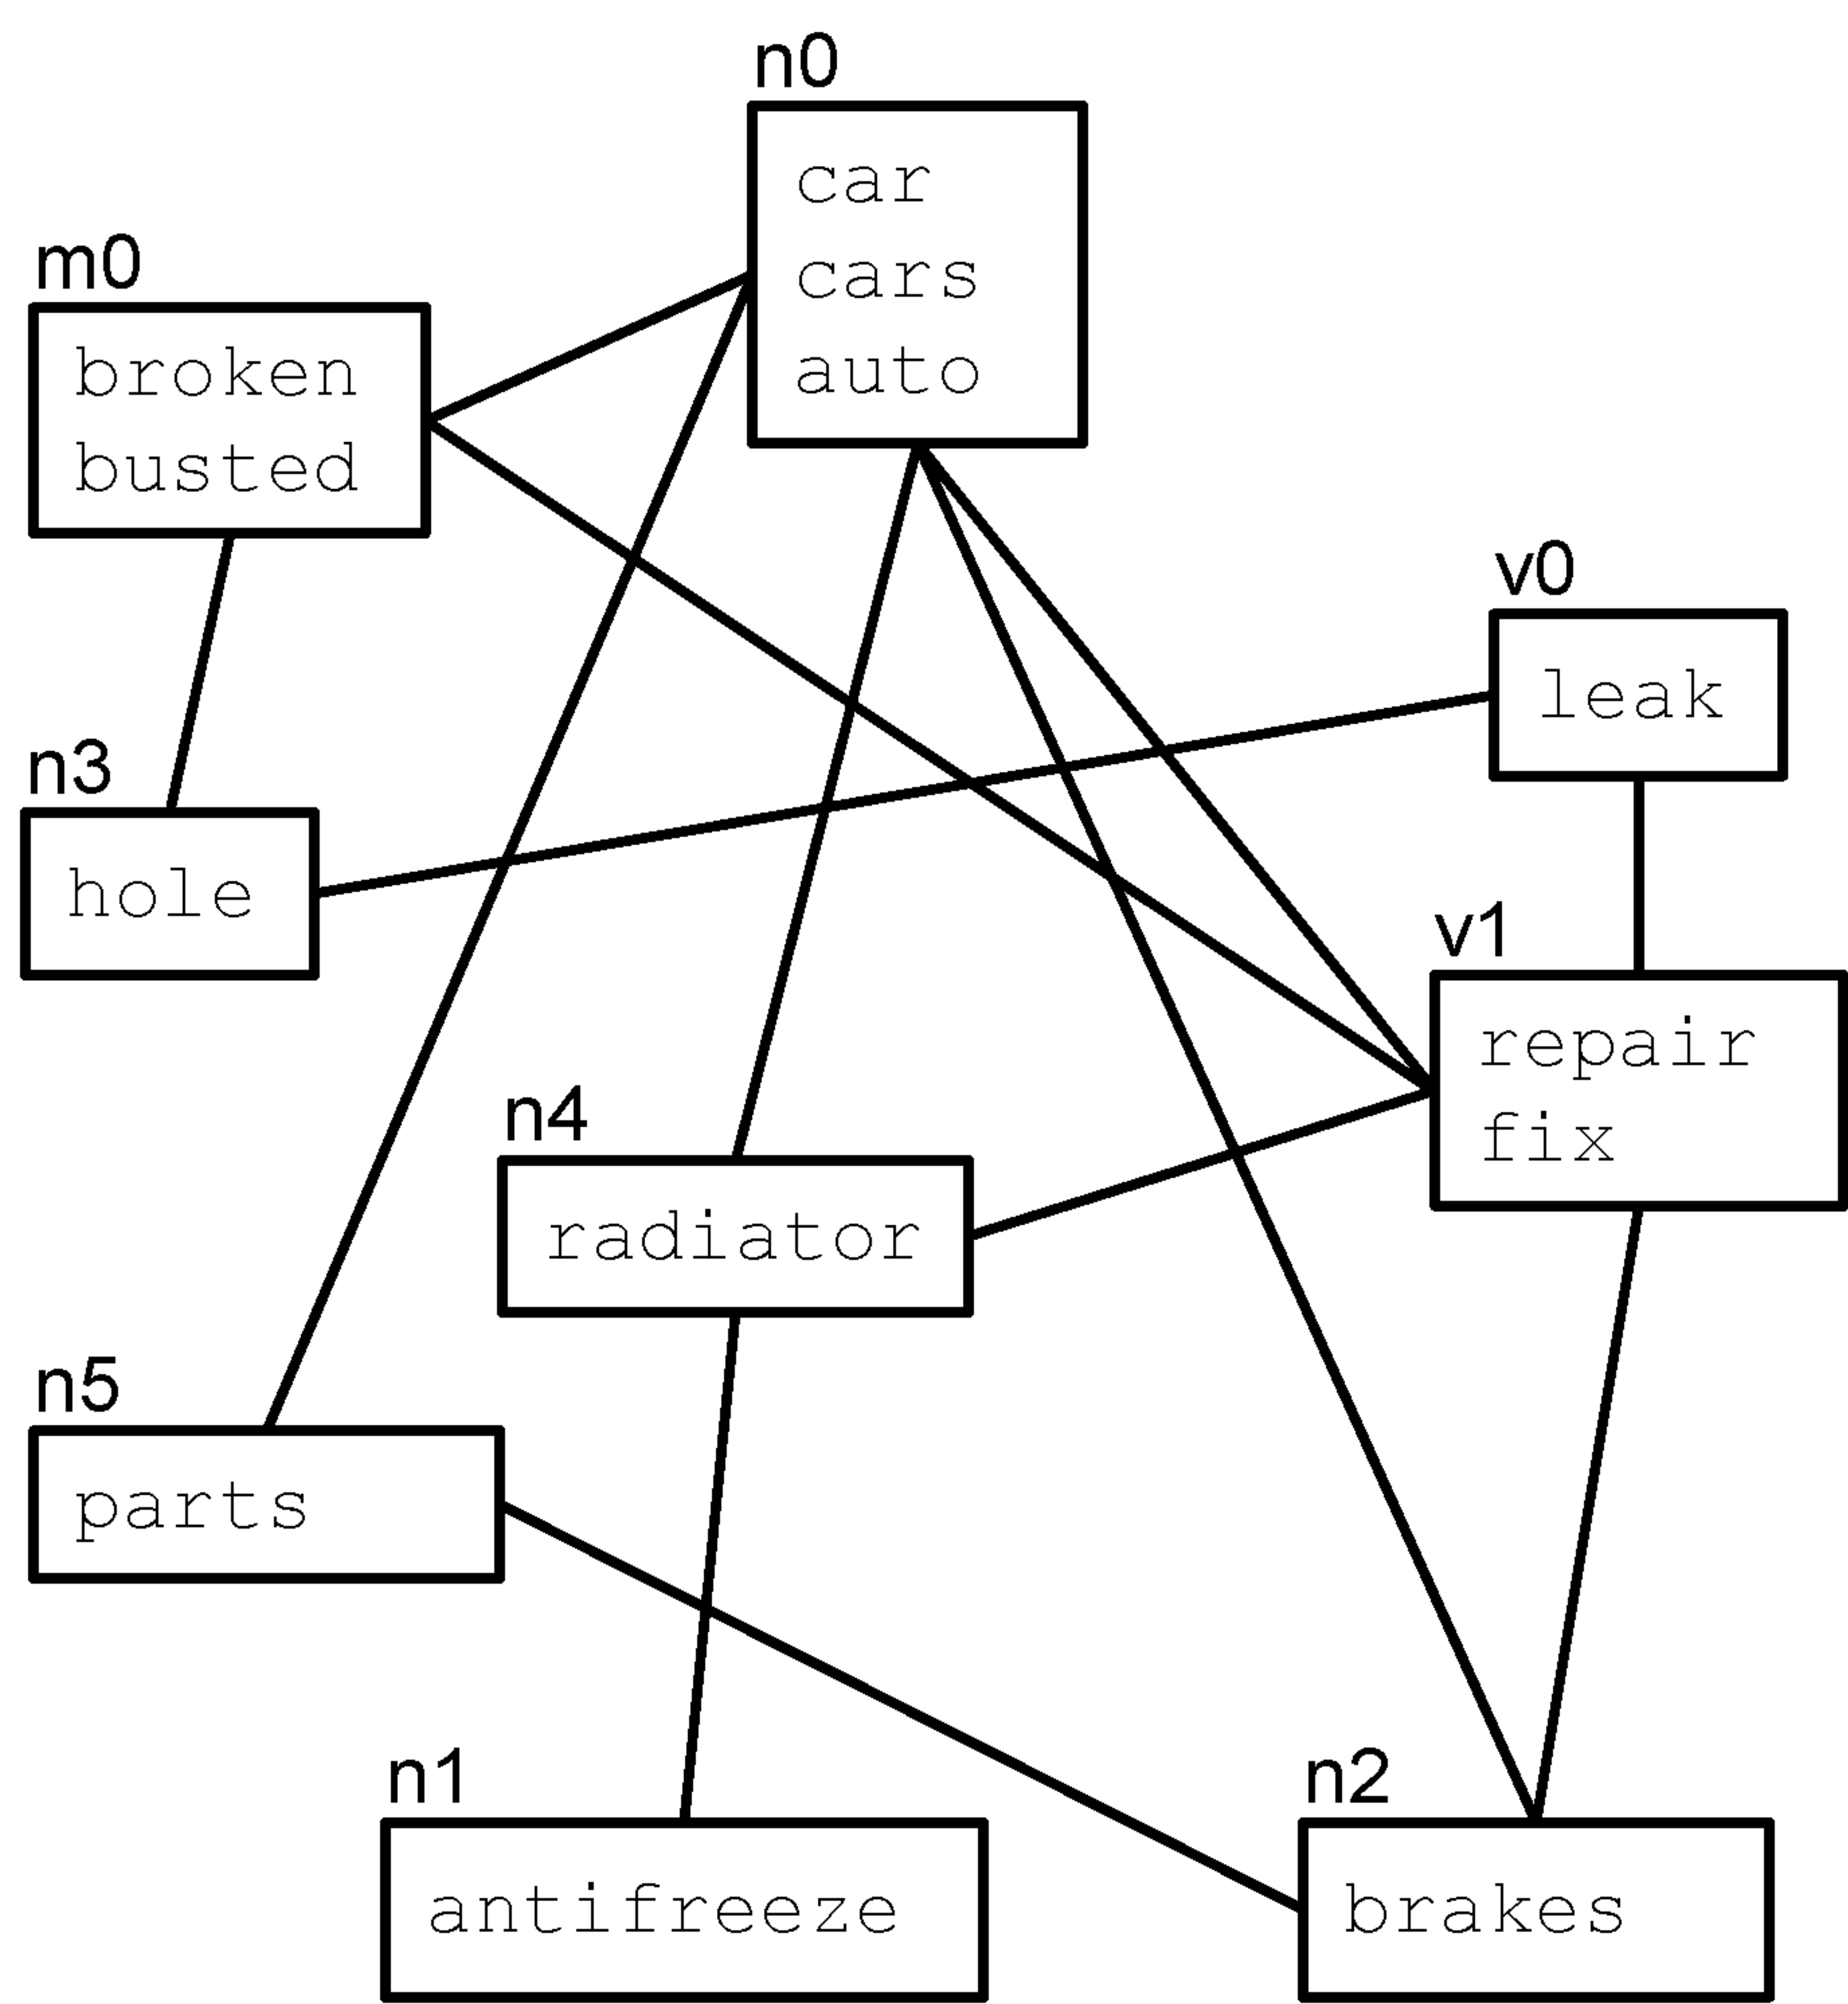 n0
car
cars
auto
m0
broken
busted
v0
leak
n3
hole
v1
repair
fix
n4
radiator
n5
parts
n1
antifreeze
n2
brakes